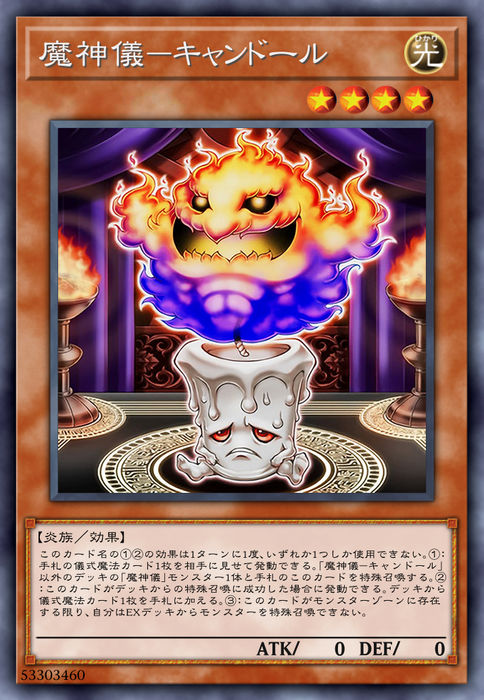 魔神儀－キャンドール
ひかり
光
【炎族／効果】
このカード名の①②の効果は1ターンに1度、いずれか1つしか使用できない。①：
手札の儀式魔法カード1枚を相手に見せて発動できる。「魔神儀－キャンドール」
以外のデッキの「魔神儀」モンスター1体と手札のこのカードを特殊召喚する。②
：このカードがデッキからの特殊召喚に成功した場合に発動できる。デッキから
儀式魔法カード1枚を手札に加える。③：このカードがモンスターゾーンに存在
する限り、自分はEXデッキからモンスターを特殊召喚できない。
ATK/ 0 DEF/ 0
53303460